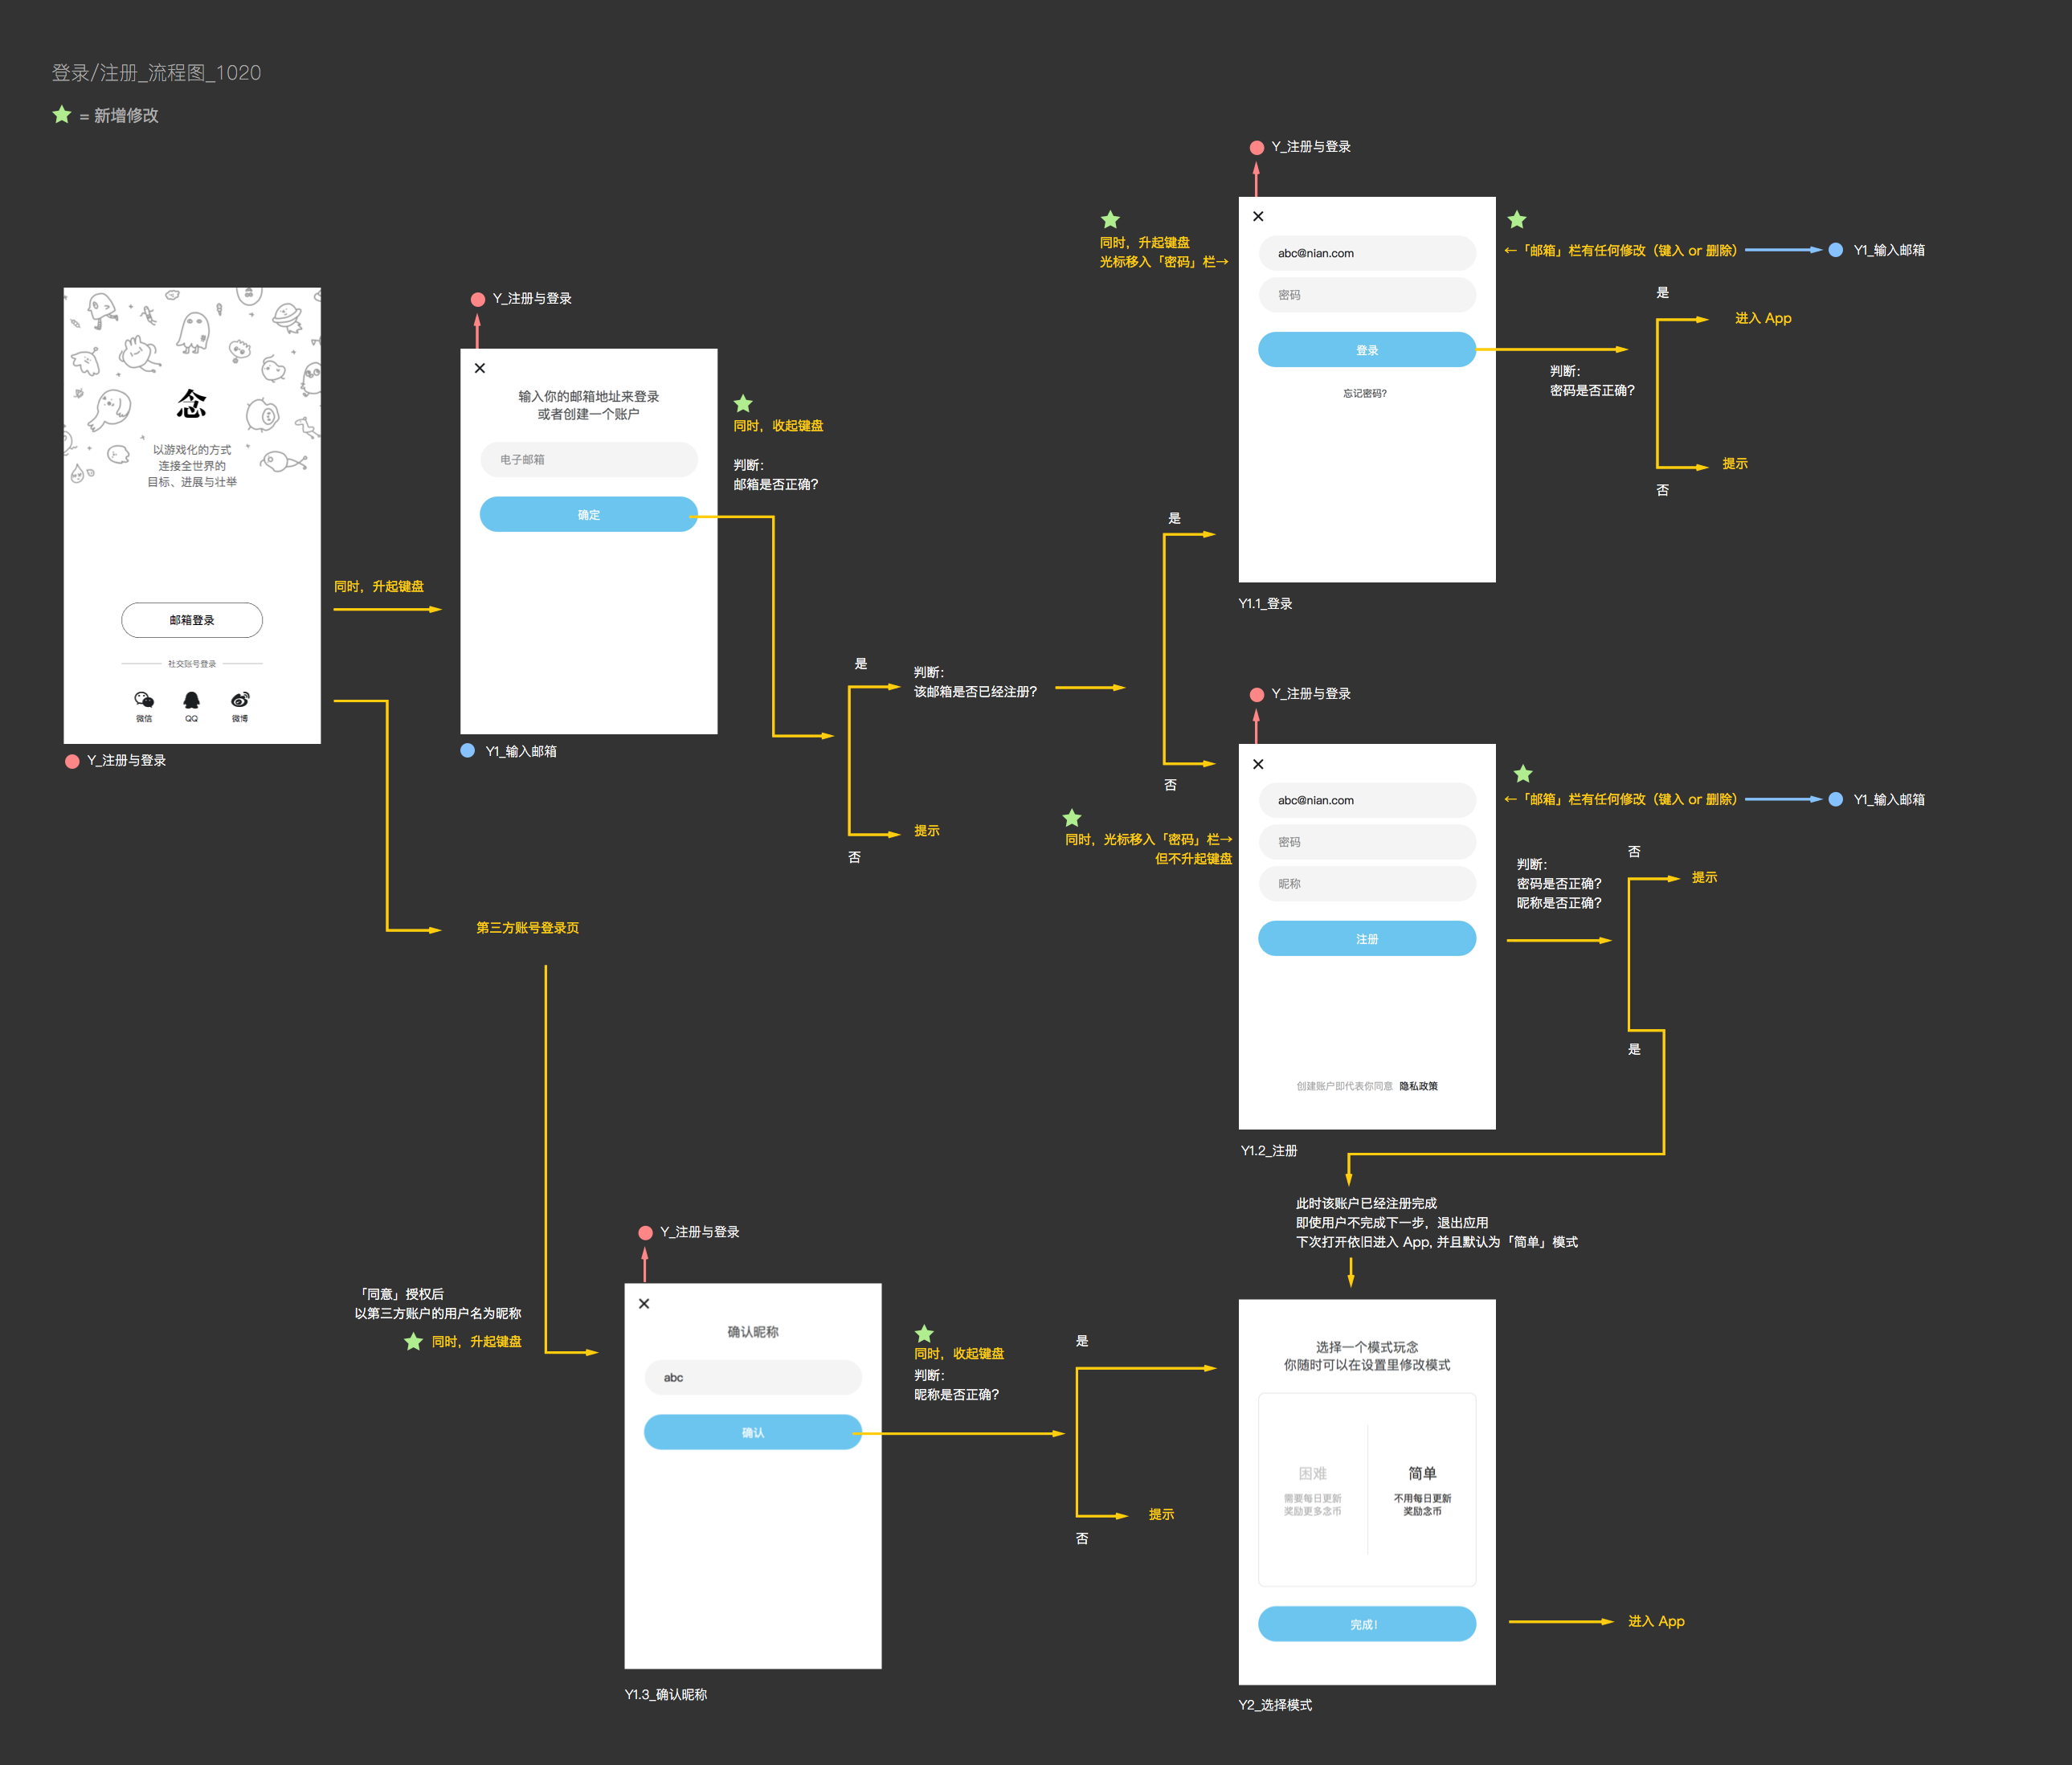 登录/注册_流程图_1020
★ = 新增修改
念
以游戏化的方式
连接全世界的
目标、进展与壮举
邮箱登录
社交账号登录
微信
QQ
微博
Y_注册与登录
同时，升起键盘
Y_注册与登录
输入你的邮箱地址来登录
或者创建一个账户
电子邮箱
确定
Y1_输入邮箱
同时，收起键盘
判断：
邮箱是否正确？
是
判断：
该邮箱是否已经注册？
否
提示
是
否
同时，升起键盘
光标移入「密码」栏→
Y_注册与登录
abc@nian.com
密码
登录
忘记密码？
Y1.1_登录
←「邮箱」栏有任何修改（键入 or 删除）
Y1_输入邮箱
判断：
密码是否正确？
是
进入 App
提示
否
同时，光标移入「密码」栏→
但不升起键盘
Y_注册与登录
abc@nian.com
密码
昵称
注册
创建账户即代表你同意 隐私政策
Y1.2_注册
←「邮箱」栏有任何修改（键入 or 删除）
Y1_输入邮箱
判断：
密码是否正确？
昵称是否正确？
否
提示
是
此时该账户已经注册完成
即使用户不完成下一步，退出应用
下次打开依旧进入 App, 并且默认为「简单」模式
第三方账号登录页
「同意」授权后
以第三方账户的用户名为昵称
同时，升起键盘
Y_注册与登录
确认昵称
abc
确认
Y1.3_确认昵称
同时，收起键盘
判断：
昵称是否正确？
是
提示
否
选择一个模式玩念
你随时可以在设置里修改模式
困难
需要每日更新
奖励更多念币
简单
不用每日更新
奖励念币
完成！
Y2_选择模式
进入 App